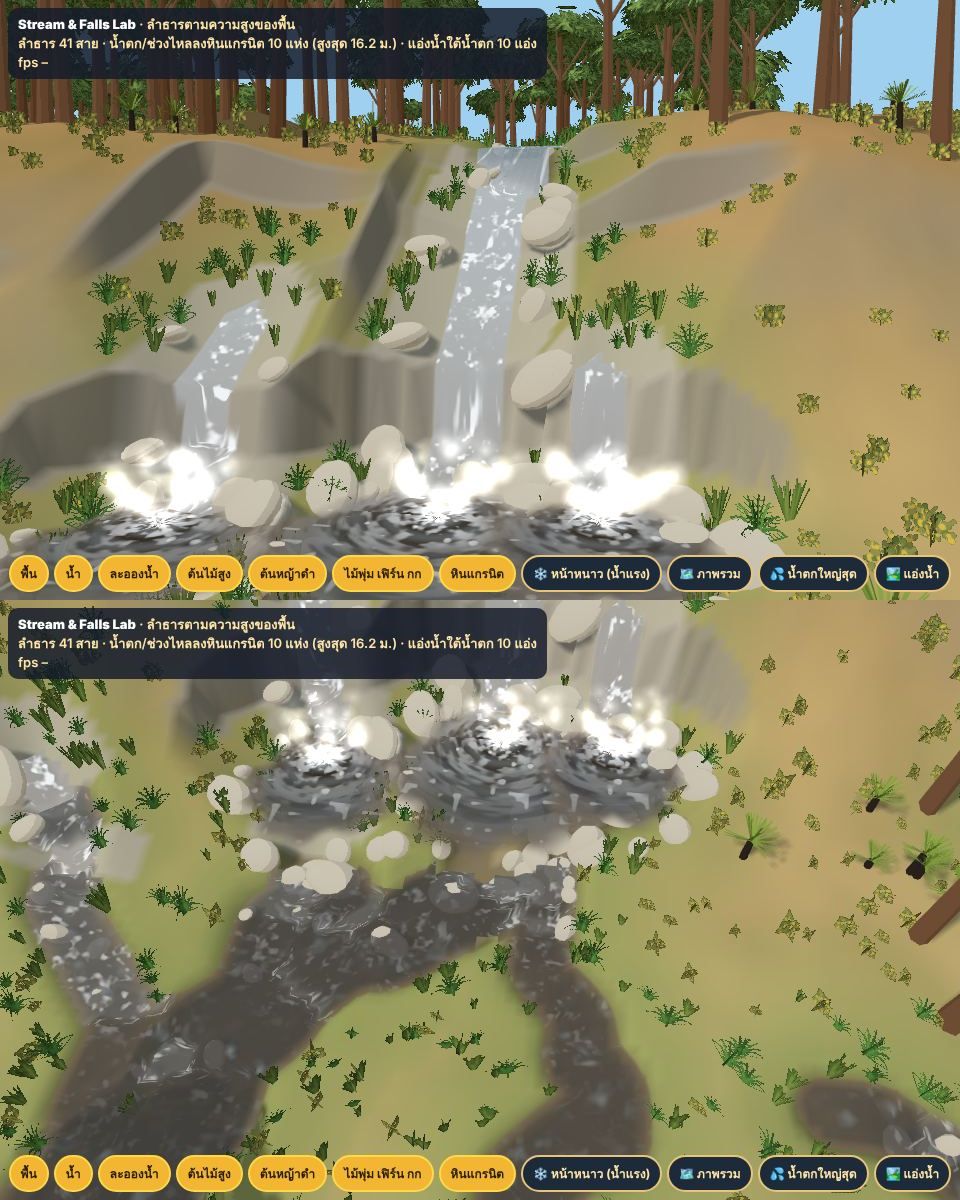 Stream & Falls Lab · ลำธารตามความสูงของพื้น
ลำธาร 41 สาย · น้ำตก/ช่วงไหลลงหินแกรนิต 10 แห่ง (สูงสุด 16.2 ม.) · แอ่งน้ำใต้น้ำตก 10 แอ่ง
fps –
พื้น น้ำ ละอองน้ำ ต้นไม้สูง ต้นหญ้าดำ ไม้พุ่ม เฟิร์น กก หินแกรนิต ❄️ หน้าหนาว (น้ำแรง) 🗺️ ภาพรวม 💦 น้ำตกใหญ่สุด 🏞️ แอ่งน้ำ
Stream & Falls Lab · ลำธารตามความสูงของพื้น
ลำธาร 41 สาย · น้ำตก/ช่วงไหลลงหินแกรนิต 10 แห่ง (สูงสุด 16.2 ม.) · แอ่งน้ำใต้น้ำตก 10 แอ่ง
fps –
พื้น น้ำ ละอองน้ำ ต้นไม้สูง ต้นหญ้าดำ ไม้พุ่ม เฟิร์น กก หินแกรนิต ❄️ หน้าหนาว (น้ำแรง) 🗺️ ภาพรวม 💦 น้ำตกใหญ่สุด 🏞️ แอ่งน้ำ